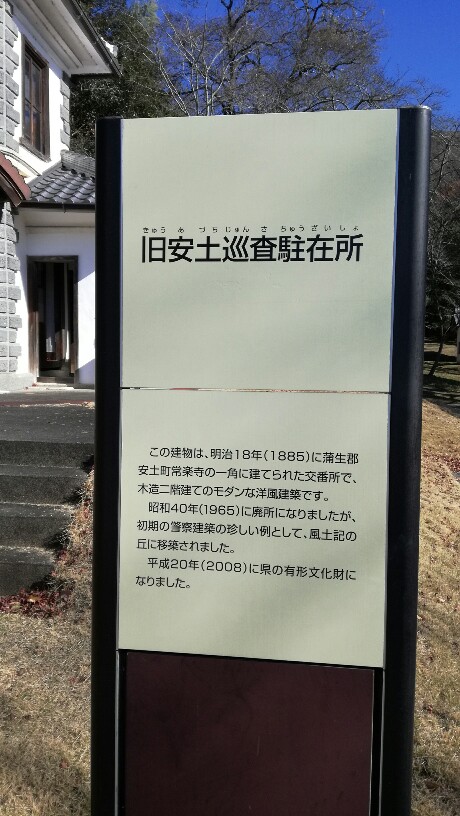 きゅう あ づちじゅん さ ちゅうざいしょ
旧安土巡査駐在所
この建物は、明治18年(1885)に蒲生郡
安土町常楽寺の一角に建てられた交番所で、
木造二階建てのモダンな洋風建築です。
昭和40年(1965)に廃所になりましたが、
初期の警察建築の珍しい例として、風土記の
丘に移築されました。
平成20年(2008)に県の有形文化財に
なりました。